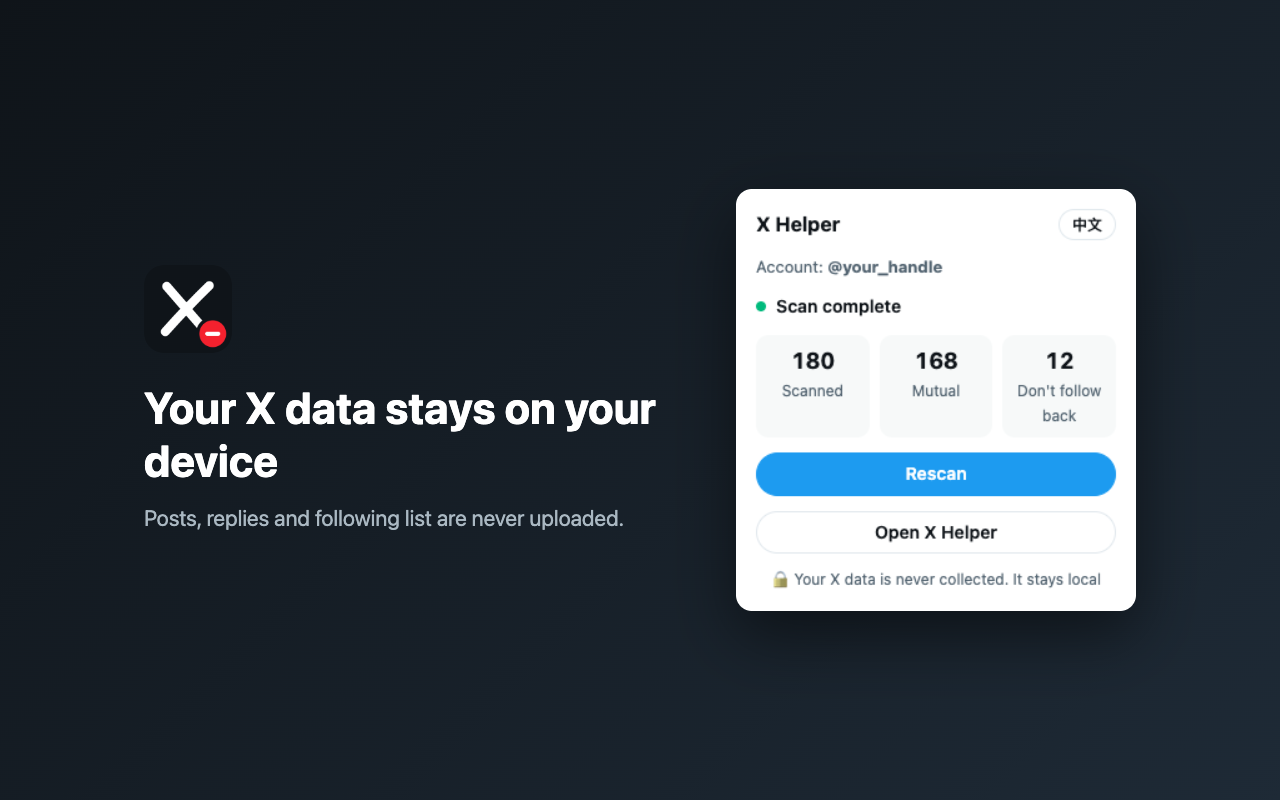 Your X data stays on your
device
Posts, replies and following list are never uploaded.
X Helper
中文
Account: @your_handle
Scan complete
180
Scanned
168
Mutual
12
Don't follow
back
Rescan
Open X Helper
🔒 Your X data is never collected. It stays local